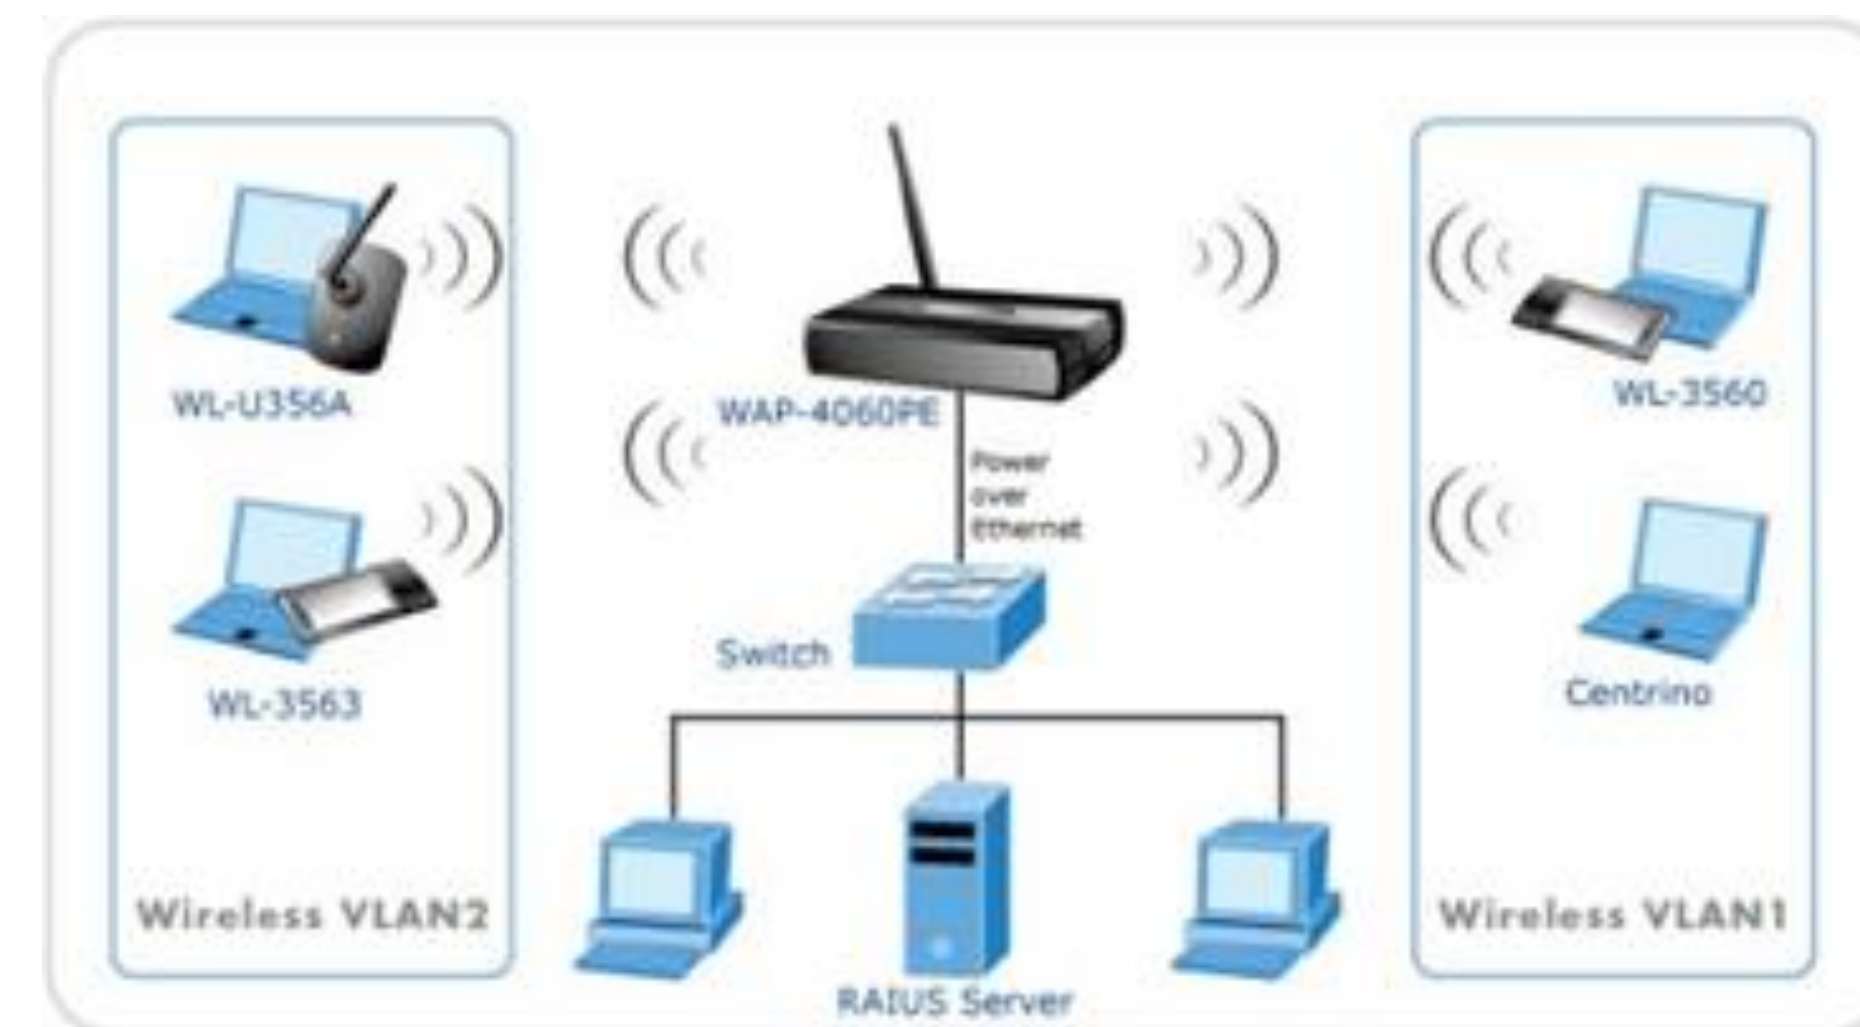 WL-U356A
WAP-4060PE
WL-3560
Power
over
Ethernet
Switch
WL-3563
Centrino
Wireless VLAN2
Wireless VLAN1
RAIUS Server